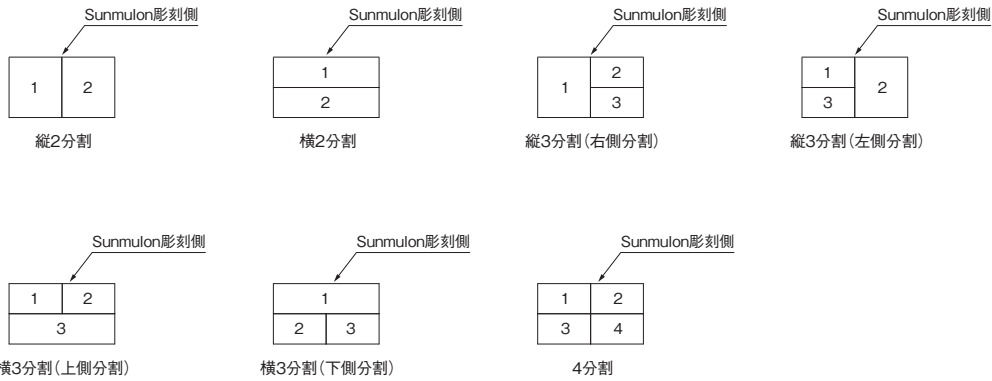 Sunmulon彫刻側
Sunmulon彫刻側
Sunmulon彫刻側
Sunmulon彫刻側
1 2
1
2
1 2 3
1 2 3
縦2分割
横2分割
縦3分割(右側分割)
縦3分割(左側分割)
Sunmulon彫刻側
Sunmulon彫刻側
Sunmulon彫刻側
1 2
3
1
2 3
1 2
3 4
横3分割(上側分割)
横3分割(下側分割)
4分割